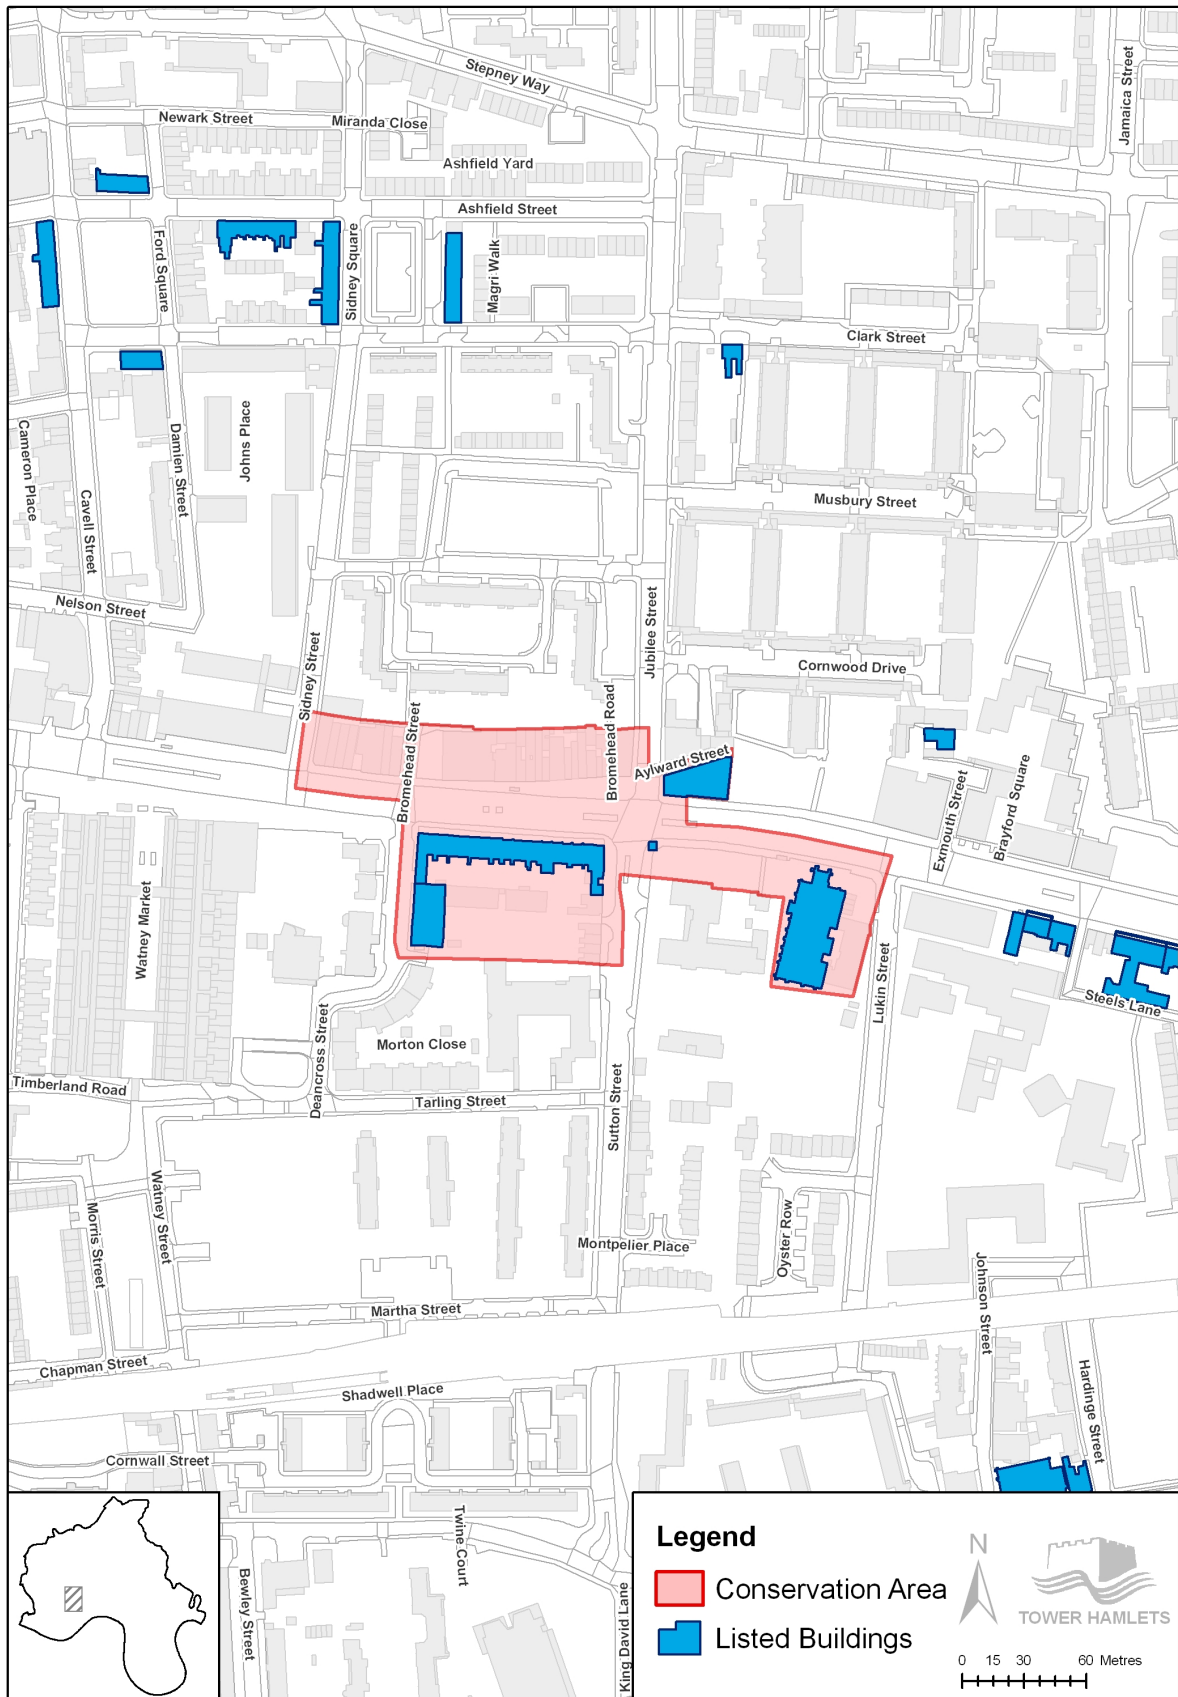 Stepney Way
Jamaica Street
Newark Street
Miranda Close
Ashfield Yard
Ashfield Street
Ford Square
Sidney Square
Magri Walk
Clark Street
Cameron Place
Cavell Street
Damien Street
Johns Place
Musbury Street
Nelson Street
Sidney Street
Jubilee Street
Cornwood Drive
Bromehead Street
Bromehead Road
Aylward Street
Exmouth Street
Brayford Square
Watney Market
Lukin Street
Steels Lane
Deancross Street
Morton Close
Timberland Road
Tarling Street
Sutton Street
Watney Street
Morris Street
Montpelier Place
Oyster Row
Johnson Street
Martha Street
Chapman Street
Hardinge Street
Shadwell Place
Cornwall Street
Twine Court
Bewley Street
King David Lane
Legend
Conservation Area
Listed Buildings
N
TOWER HAMLETS
0 15 30 60 Metres